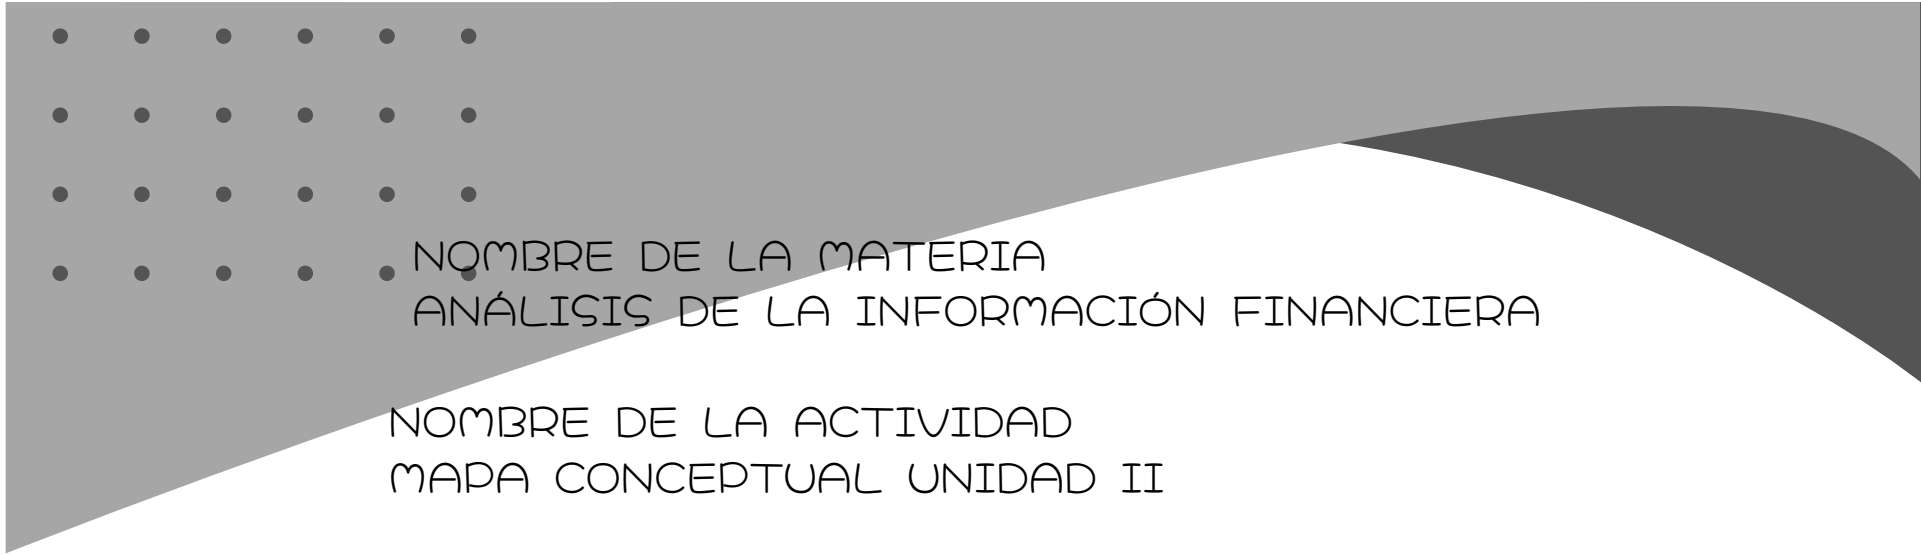 NOMBRE DE LA MATERIA
ANÁLISIS DE LA INFORMACIÓN FINANCIERA
NOMBRE DE LA ACTIVIDAD
MAPA CONCEPTUAL UNIDAD II